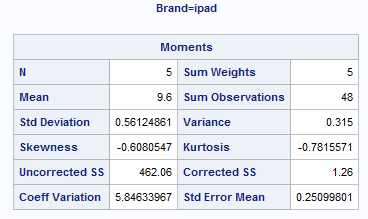 Brand=ipad
Moments
N 5 Sum Weights 5
Mean 9.6 Sum Observations 48
Std Deviation 0.56124861 Variance 0.315
Skewness -0.6080547 Kurtosis -0.7815571
Uncorrected SS 462.06 Corrected SS 1.26
Coeff Variation 5.84633967 Std Error Mean 0.25099801